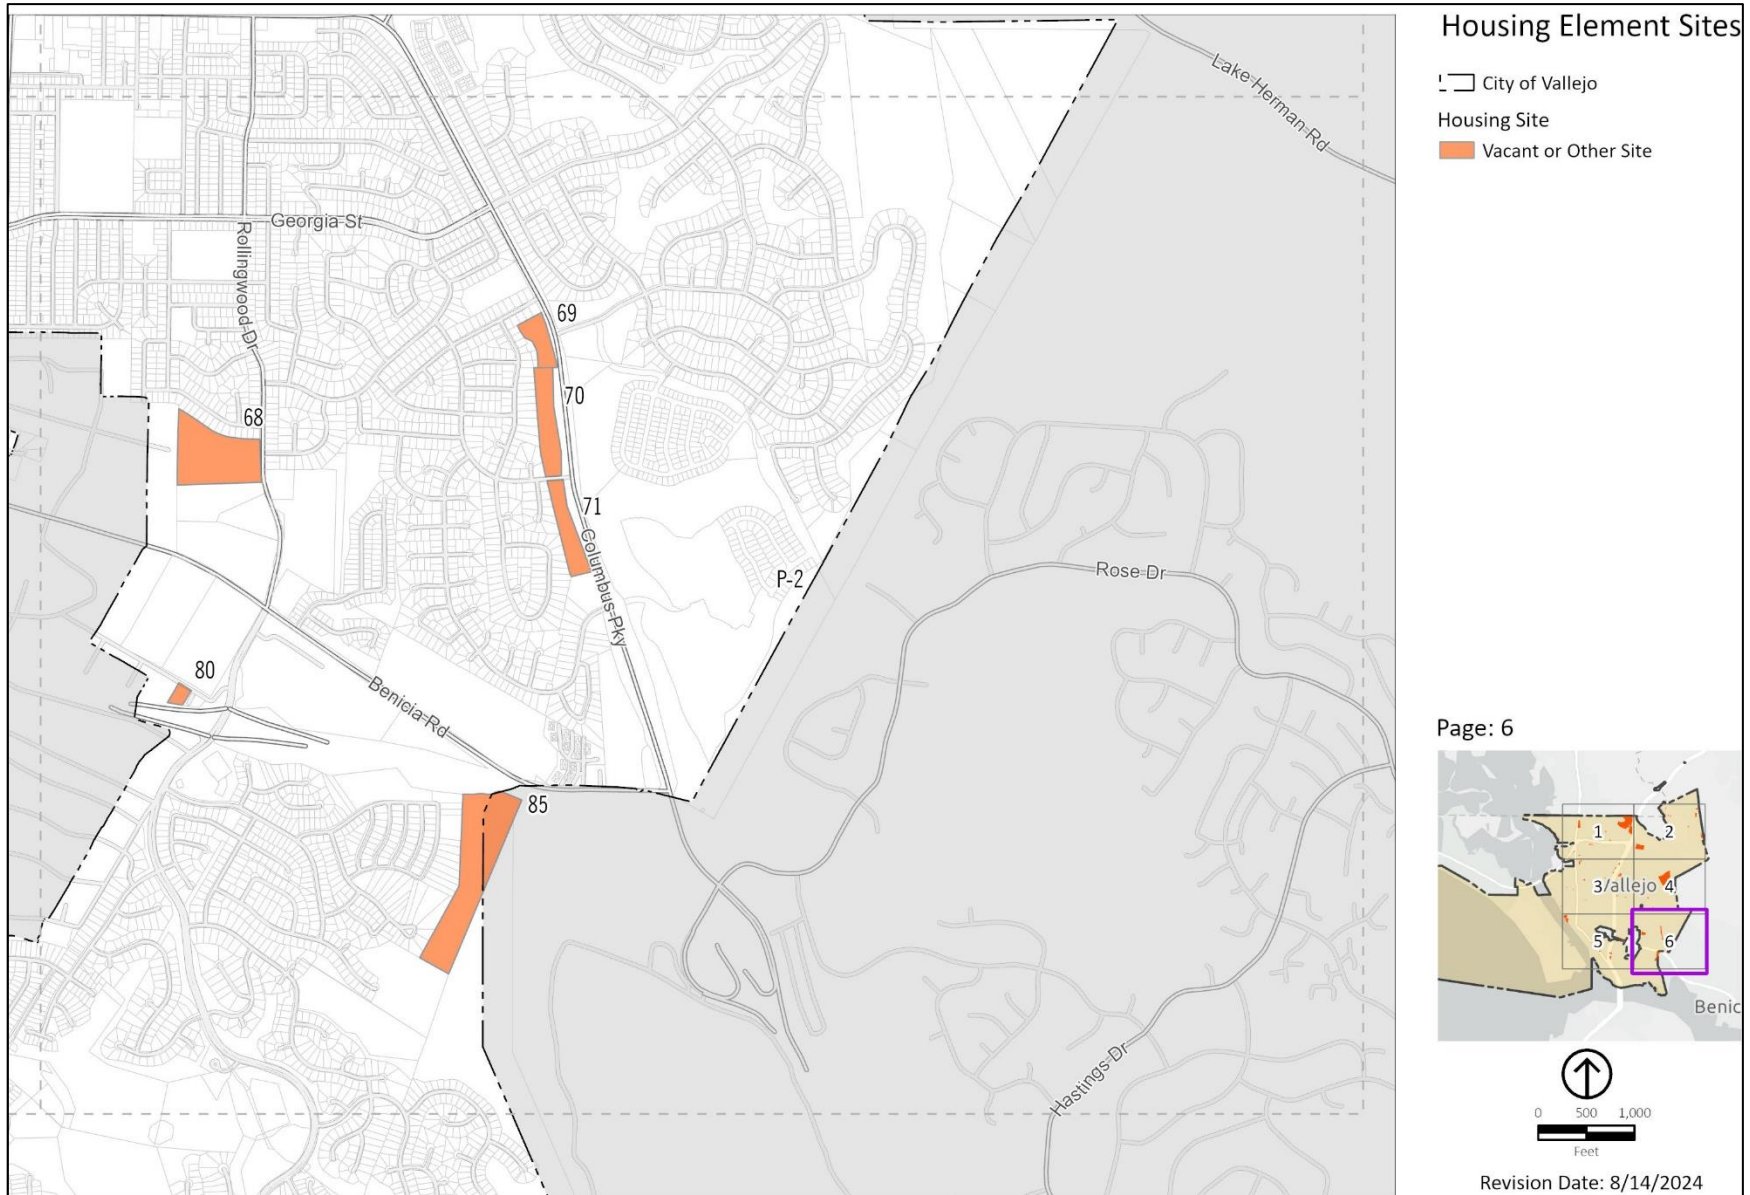 Housing Element Sites
City of Vallejo
Housing Site
Vacant or Other Site
Lake Herman Rd
Georgia St
Rollingwood Dr
69
70
68
71
Columbus Pky
P-2
Rose Dr
80
Benicia Rd
85
Hastings Dr
Page: 6
1
2
3
Vallejo
4
5
6
Benic
0 500 1,000
Feet
Revision Date: 8/14/2024